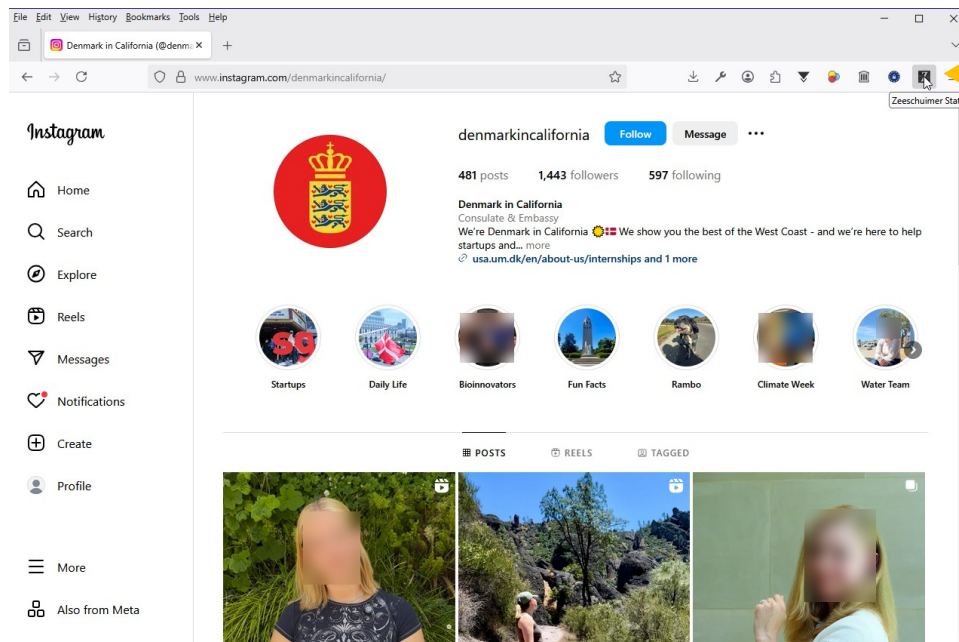 File Edit View History Bookmarks Tools Help
Denmark in California (@denma
www.instagram.com/denmarkincalifornia/
Zeeschuimer Stat
Instagram
denmarkincalifornia Follow Message
481 posts 1,443 followers 597 following
Denmark in California
Consulate & Embassy
We're Denmark in California 🌞🇩🇰 We show you the best of the West Coast - and we're here to help
startups and... more
usa.um.dk/en/about-us/internships and 1 more
Home
Search
Explore
Reels
Messages
Notifications
Create
Profile
More
Also from Meta
sg
Startups Daily Life Bioinnovators Fun Facts Rambo Climate Week Water Team
POSTS REELS TAGGED